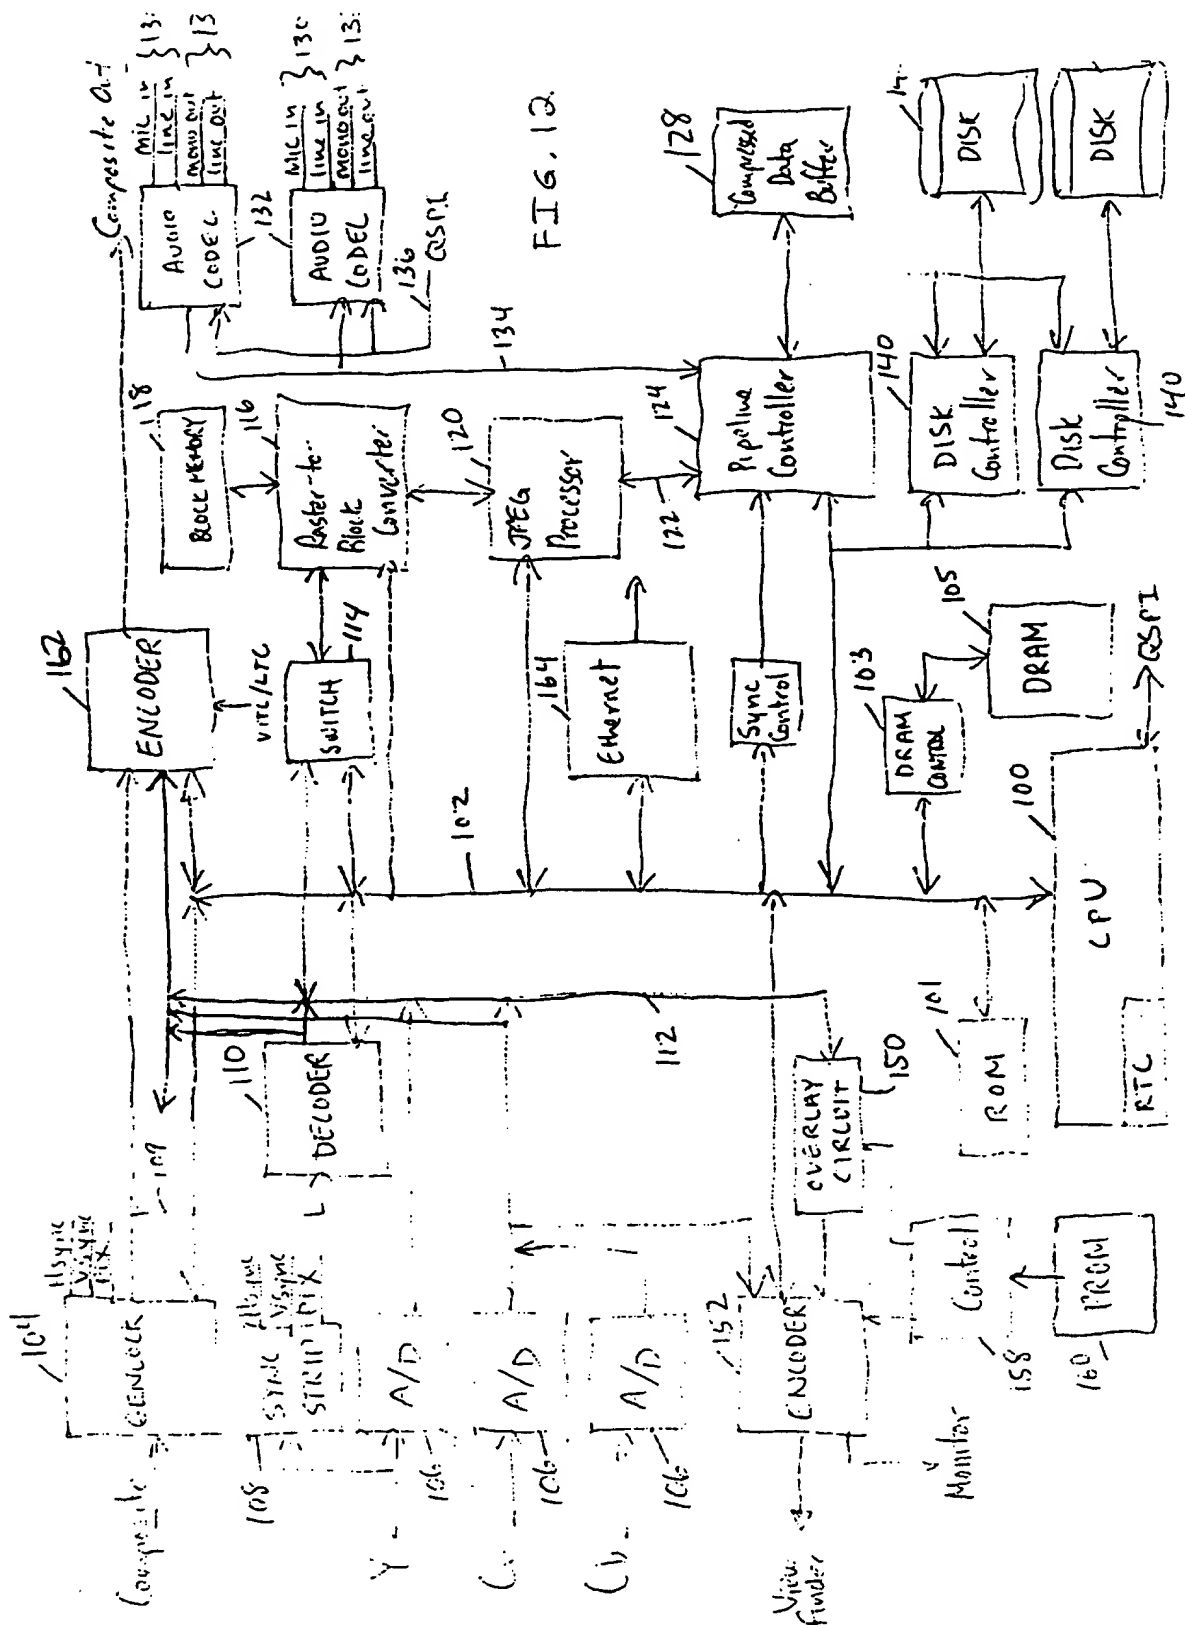 FIG. 12
Composite
104
GENLOCK
Hsync
Vsync
PIX
Composite Out
162
ENCODER
VITC/LTC
118
BLOCK MEMORY
AUDIO
CODEC
Mic in
line in
mono out
line out
132
AUDIO
CODEC
Mic in
line in
mono out
line out
136
QSPI
108
SYNC
STRIP
Vsync
PIX
110
DECODER
SWITCH
114
Raster-to-
Block
Converter
116
134
Y
A/D
106
A/D
106
A/D
106
102
112
120
JPEG
Processor
122
164
Ethernet
124
Pipeline
Controller
128
Compressed
Data
Buffer
Sync
Control
View
Finder
152
ENCODER
Monitor
OVERLAY
CIRCUIT
150
103
DRAM
CONTROL
105
DRAM
140
DISK
Controller
DISK
Disk
Controller
140
DISK
158
Control
160
PROM
101
ROM
100
CPU
RTC
QSPI